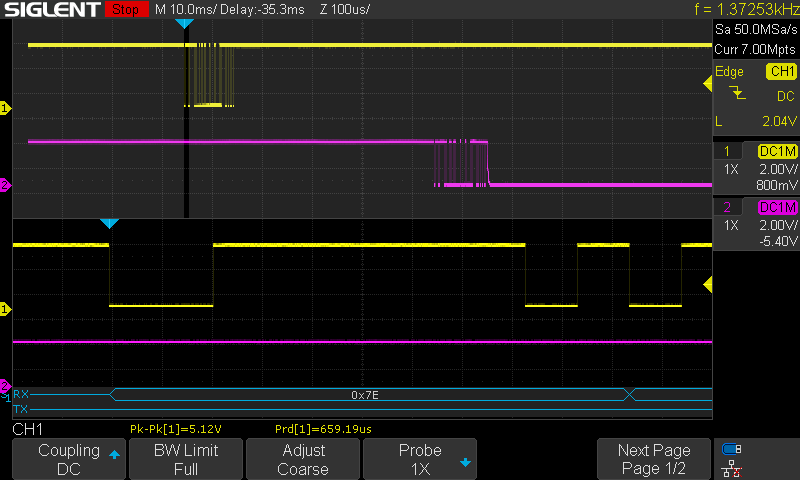 SIGLENT Stop M 10.0ms/ Delay:-35.3ms Z 100us/ f = 1.37253kHz
Sa 50.0MSa/s
Curr 7.00Mpts
Edge CH1
DC
L 2.04V
1 DC1M
1X 2.00V/
800mV
2 DC1M
1X 2.00V/
-5.40V
1
2
1
2
S1 RX 0x7E
TX
CH1 Pk-Pk[1]=5.12V Prd[1]=659.19us
Coupling
DC
BW Limit
Full
Adjust
Coarse
Probe
1X
Next Page
Page 1/2